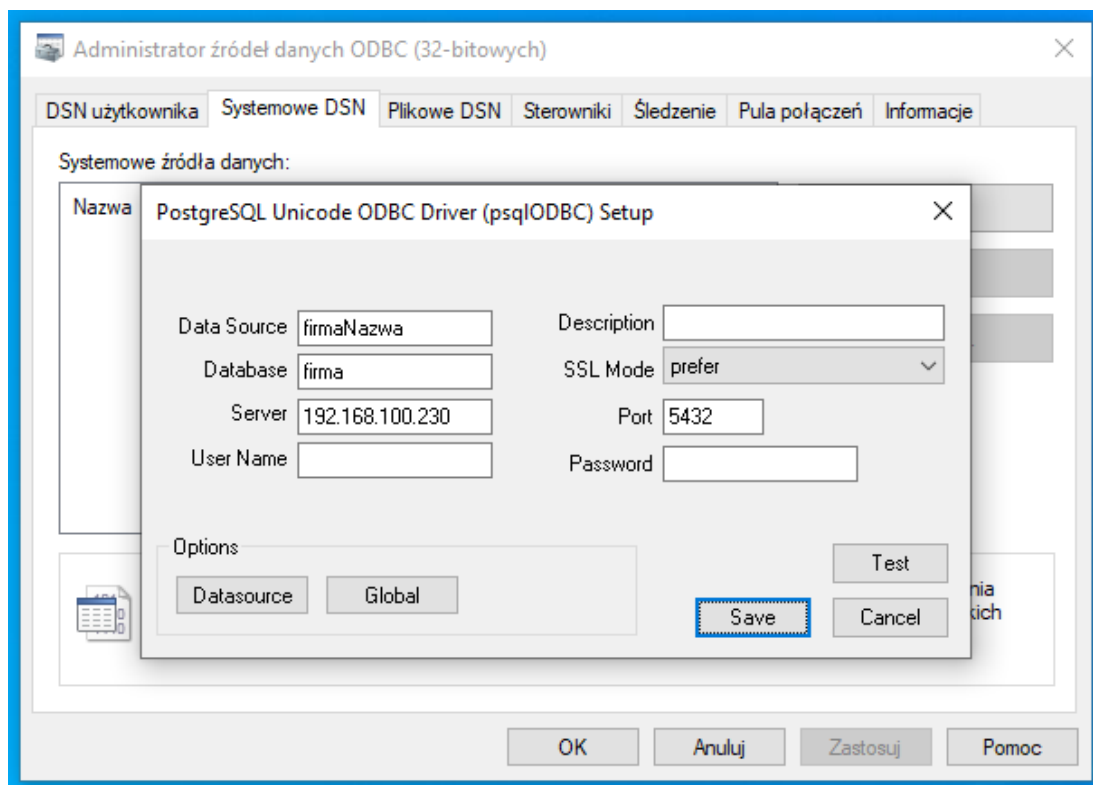 Administrator źródeł danych ODBC (32-bitowych)
DSN użytkownika Systemowe DSN Plikowe DSN Sterowniki Śledzenie Pula połączeń Informacje
Systemowe źródła danych:
Nazwa
PostgreSQL Unicode ODBC Driver (psqlODBC) Setup
Data Source firmaNazwa Description
Database firma SSL Mode prefer
Server 192.168.100.230 Port 5432
User Name Password
Options
Datasource Global
Test
Save Cancel
nia
kich
OK Anuluj Zastosuj Pomoc